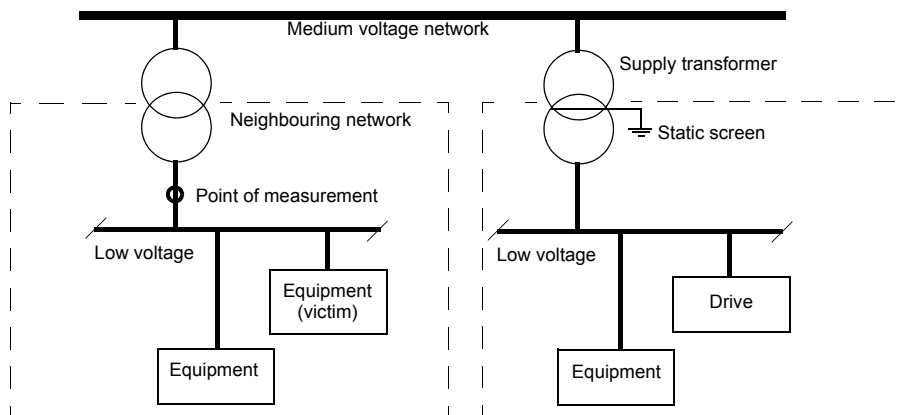 Medium voltage network
Supply transformer
Neighbouring network
Static screen
Point of measurement
Low voltage
Low voltage
Equipment
(victim)
Drive
Equipment
Equipment